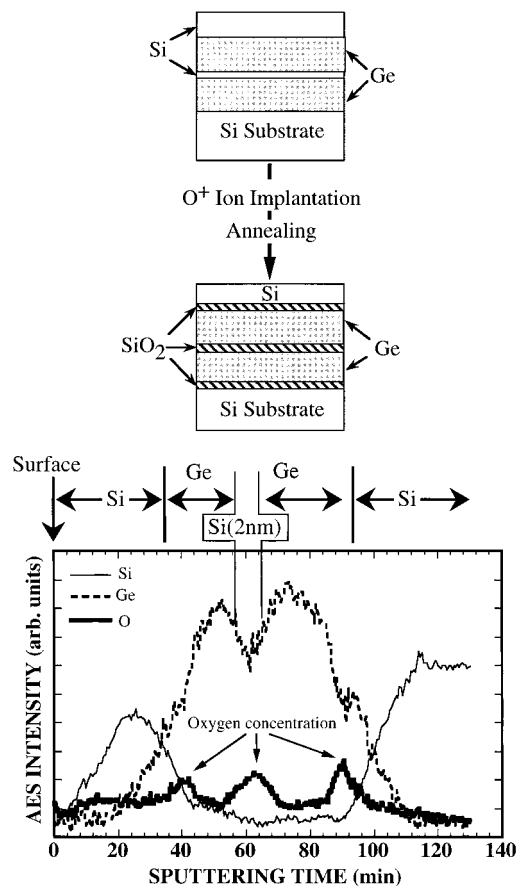 Si
Ge
Si Substrate
O+ Ion Implantation
Annealing
Si
SiO2
Ge
Si Substrate
Surface
Si
Ge
Ge
Si
Si(2nm)
Si
Ge
O
Oxygen concentration
AES INTENSITY (arb. units)
0 20 40 60 80 100 120 140
SPUTTERING TIME (min)